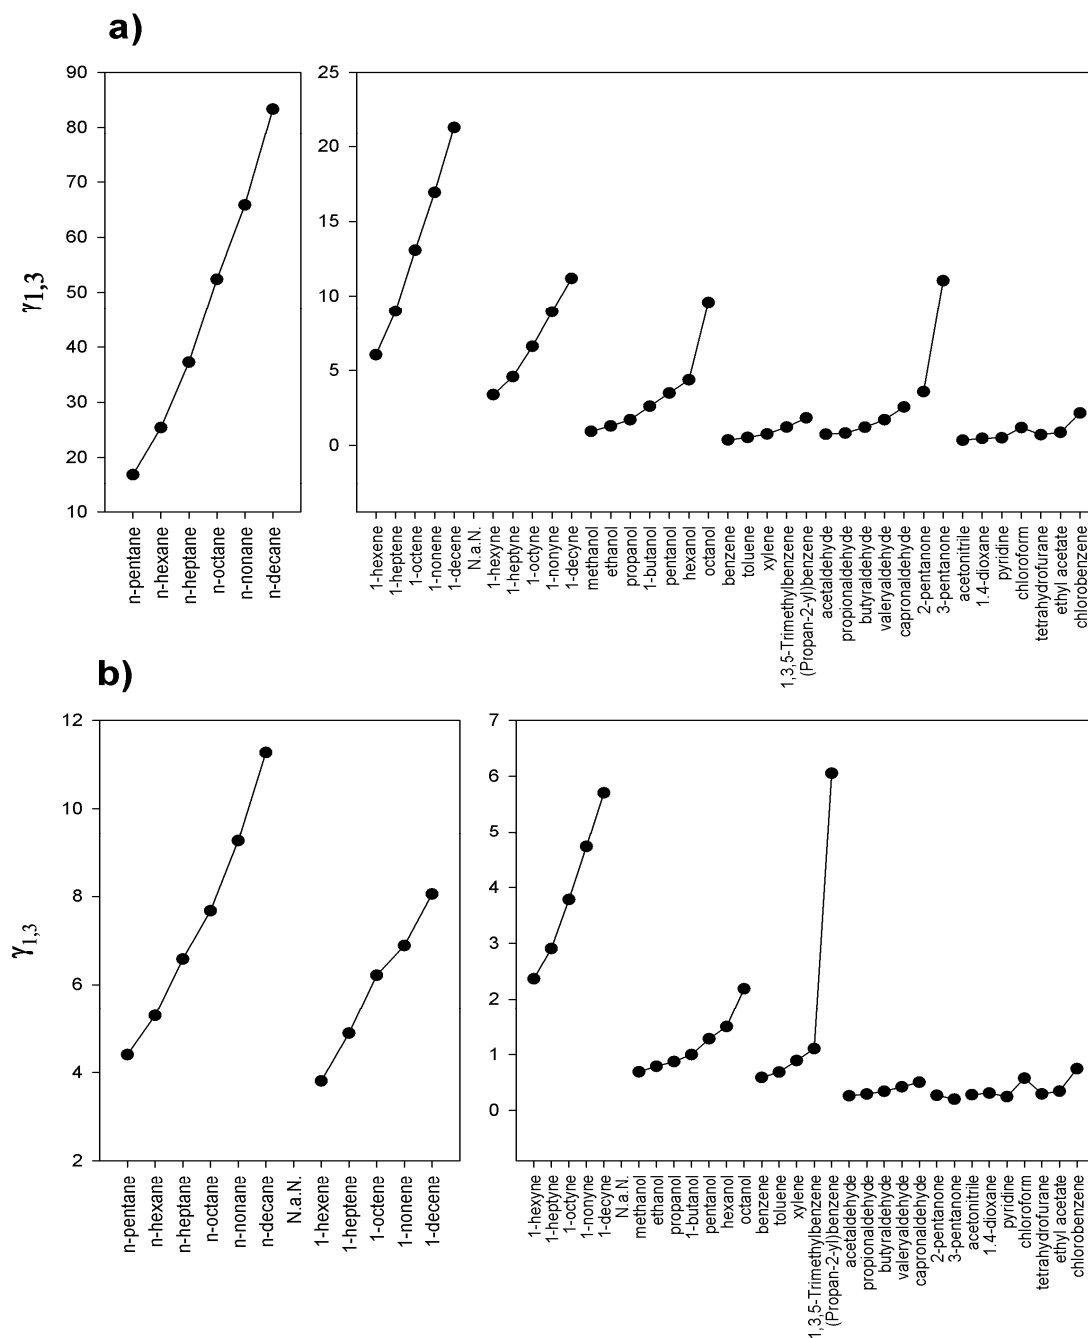 a)
90
80
70
60
50
40
30
20
10
γ1,3
n-pentane
n-hexane
n-heptane
n-octane
n-nonane
n-decane
25
20
15
10
5
0
1-hexene
1-heptene
1-octene
1-nonene
1-decene
N.a.N.
1-hexyne
1-heptyne
1-octyne
1-nonyne
1-decyne
methanol
ethanol
propanol
1-butanol
pentanol
hexanol
octanol
benzene
toluene
xylene
1,3,5-Trimethylbenzene
(Propan-2-yl)benzene
acetaldehyde
propionaldehyde
butyraldehyde
valeryaldehyde
capronaldehyde
2-pentanone
3-pentanone
acetonitrile
1.4-dioxane
pyridine
chloroform
tetrahydrofurane
ethyl acetate
chlorobenzene
b)
12
10
8
6
4
2
γ1,3
n-pentane
n-hexane
n-heptane
n-octane
n-nonane
n-decane
N.a.N.
1-hexene
1-heptene
1-octene
1-nonene
1-decene
7
6
5
4
3
2
1
0
1-hexyne
1-heptyne
1-octyne
1-nonyne
1-decyne
N.a.N.
methanol
ethanol
propanol
1-butanol
pentanol
hexanol
octanol
benzene
toluene
xylene
1,3,5-Trimethylbenzene
(Propan-2-yl)benzene
acetaldehyde
propionaldehyde
butyraldehyde
valeryaldehyde
capronaldehyde
2-pentanone
3-pentanone
acetonitrile
1.4-dioxane
pyridine
chloroform
tetrahydrofurane
ethyl acetate
chlorobenzene